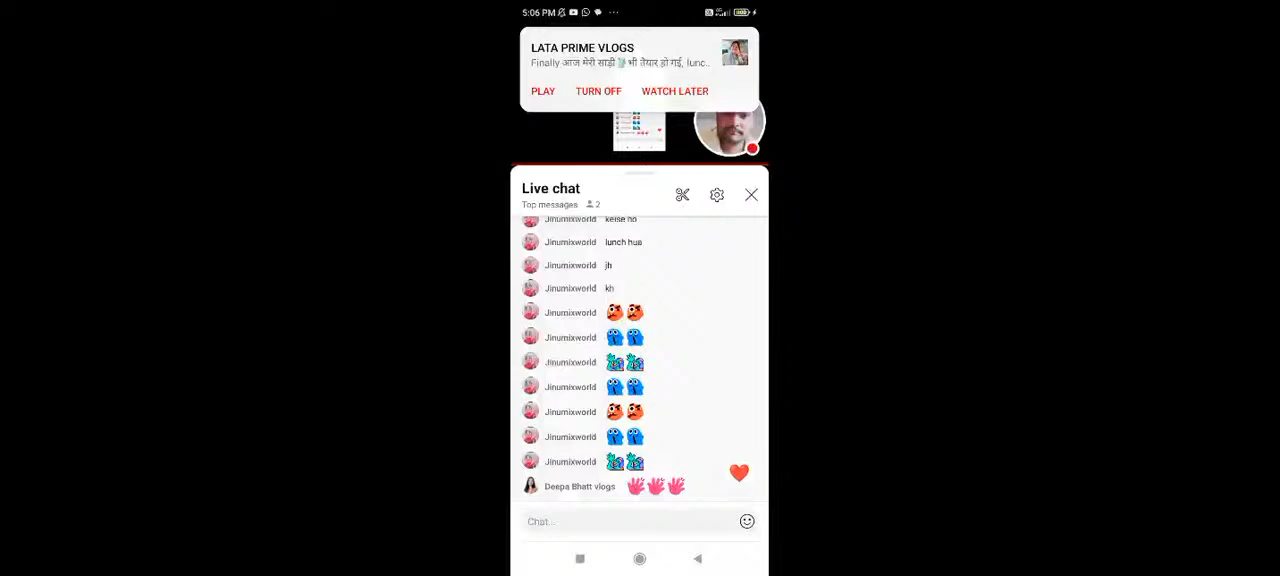 5:06 PM
LATA PRIME VLOGS
Finally आज मेरी साड़ी भी तैयार हो गई, lunc..
PLAY TURN OFF WATCH LATER
Live chat
Top messages 2
Jinumixworld keise ho
Jinumixworld lunch hua
Jinumixworld jh
Jinumixworld kh
Jinumixworld
Jinumixworld
Jinumixworld
Jinumixworld
Jinumixworld
Jinumixworld
Jinumixworld
Deepa Bhatt vlogs
Chat...